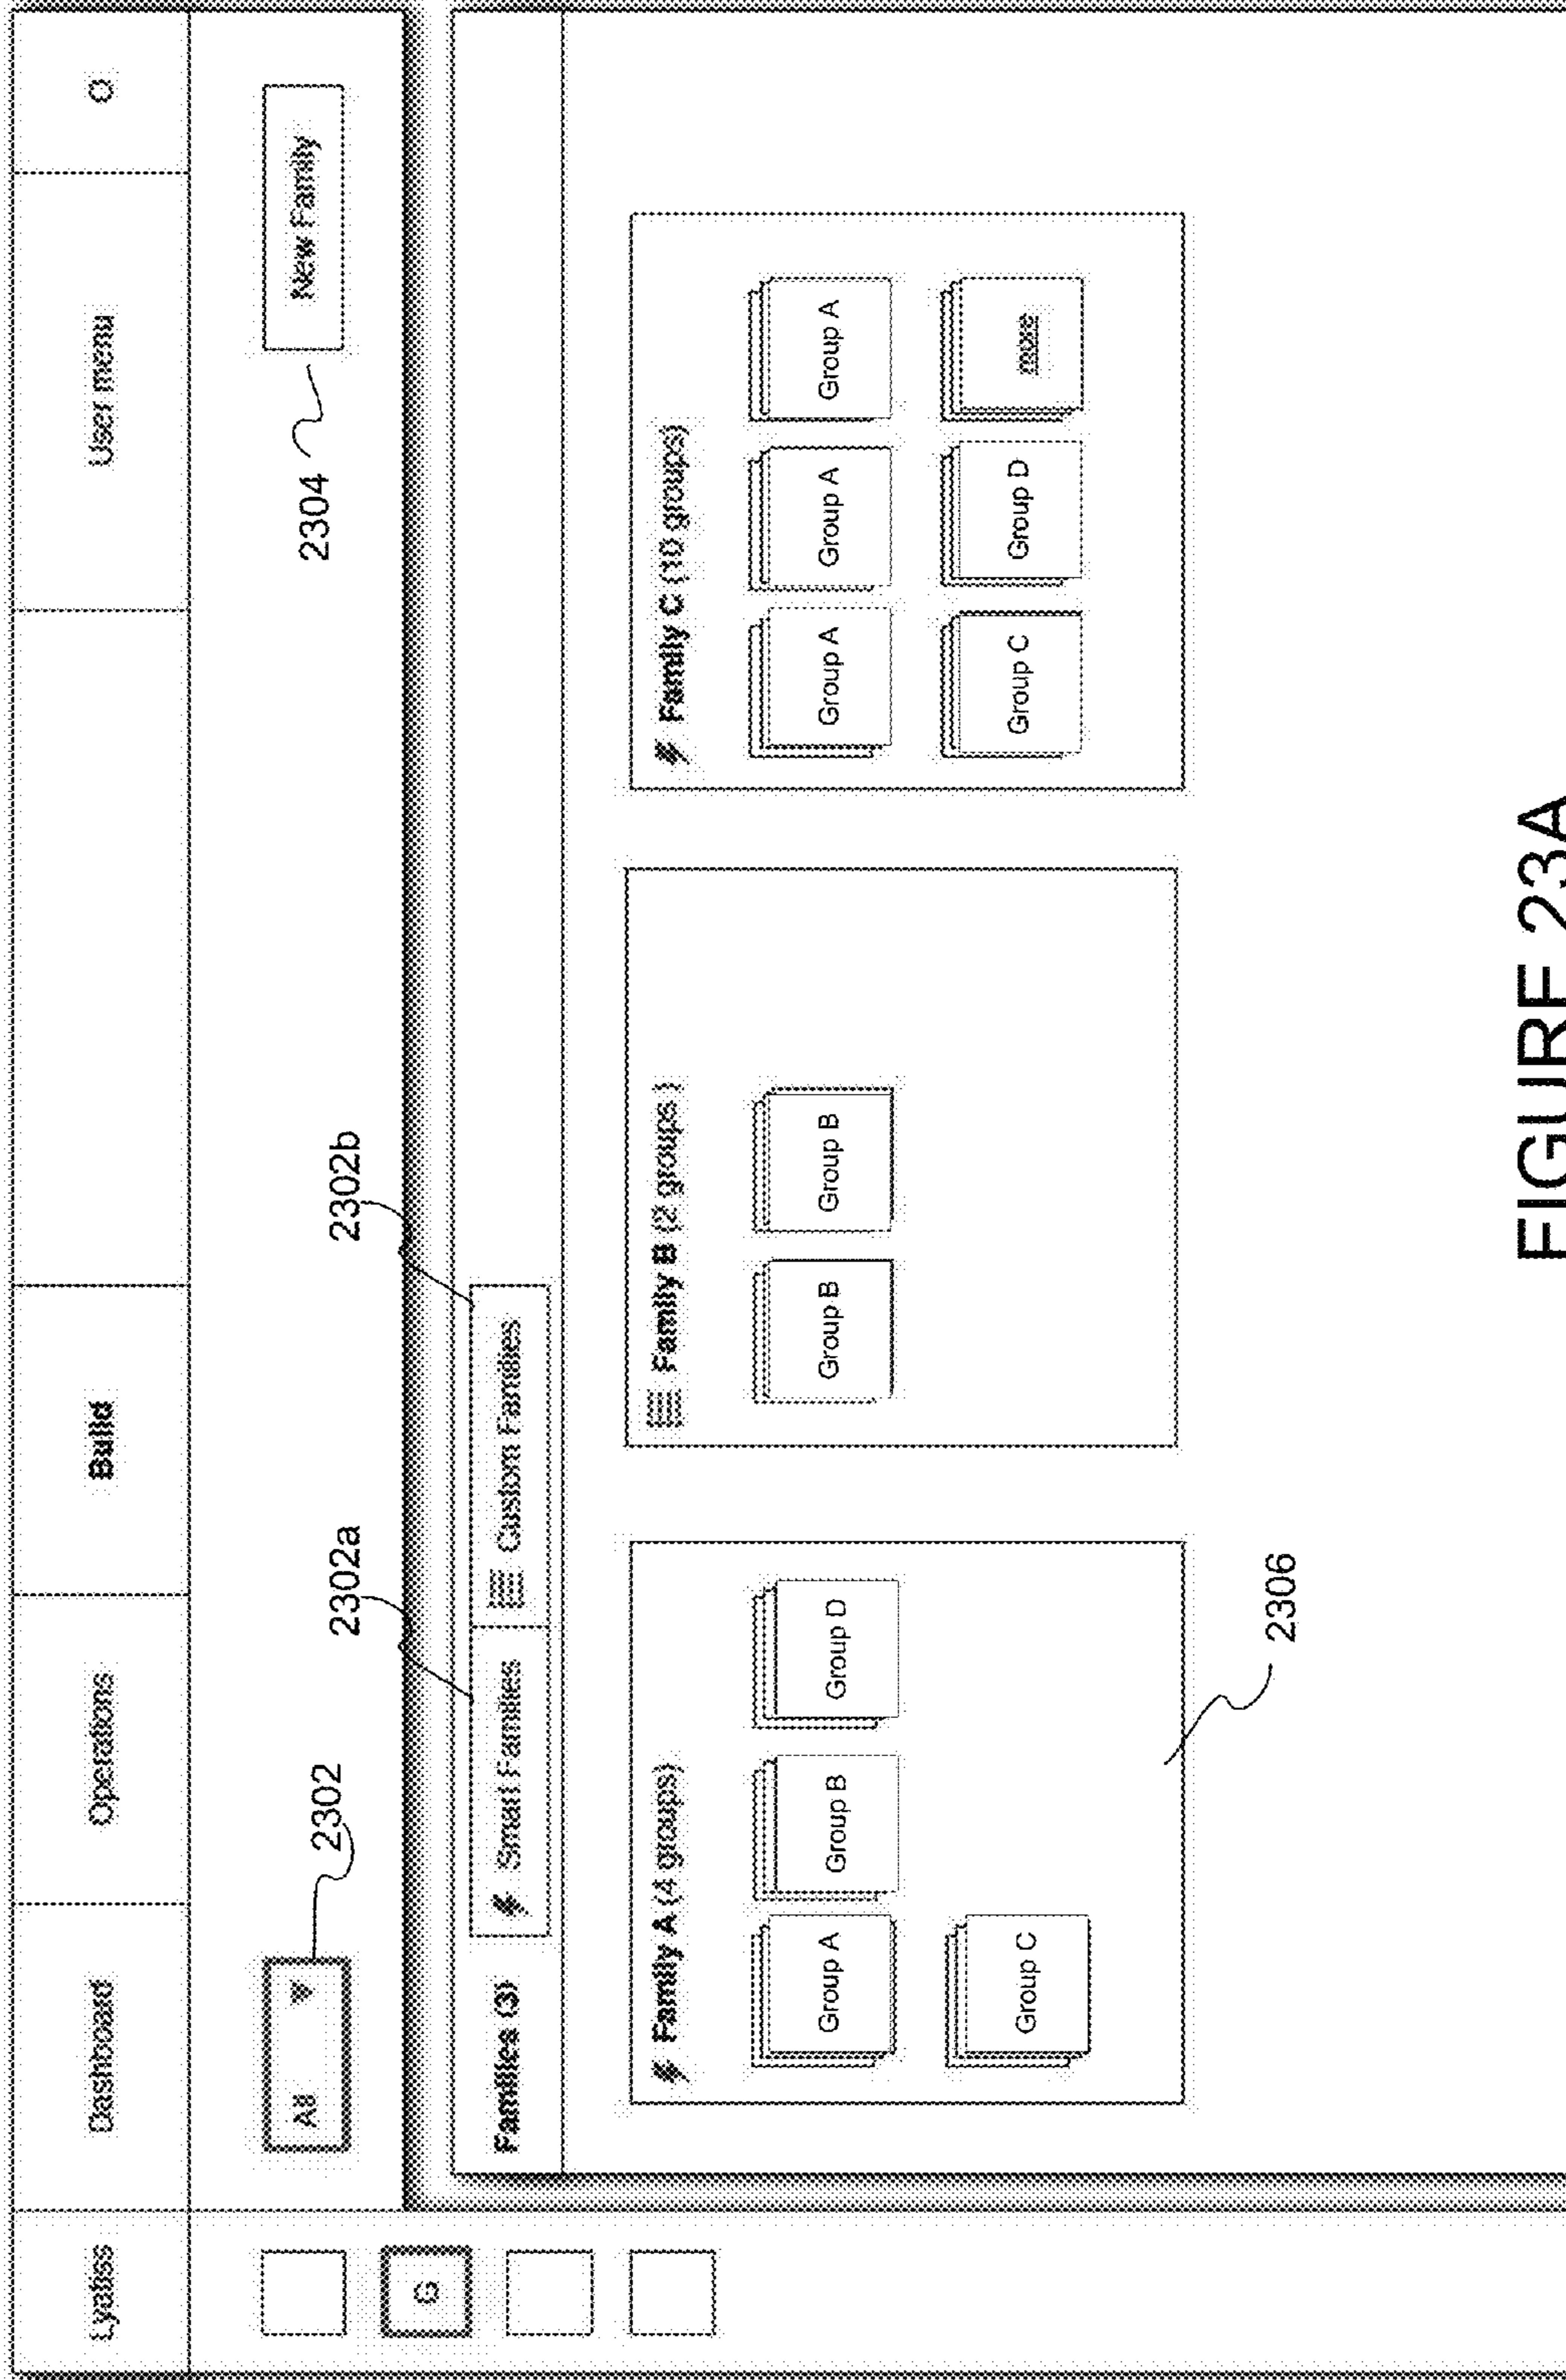 Lyatiss Dashboard Operations Build User menu
All New Family
2302 2304
2302a 2302b
G
Families (3) Smart Families Custom Families
Family A (4 groups) Family B (2 groups ) Family C (10 groups)
Group A Group B Group D Group B Group B Group A Group A Group A
Group C Group C Group D more
2306
FIGURE 23A